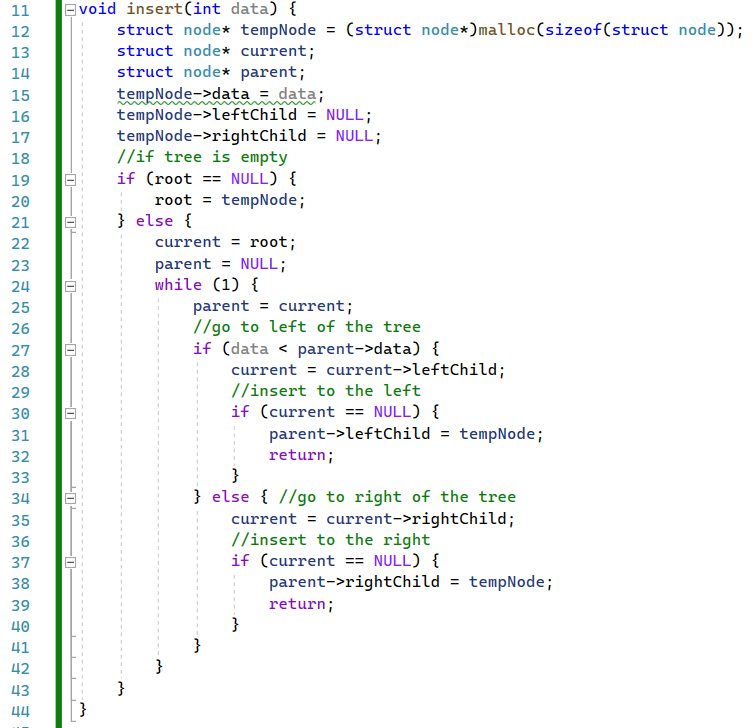 11 void insert(int data) {
12     struct node* tempNode = (struct node*)malloc(sizeof(struct node));
13     struct node* current;
14     struct node* parent;
15     tempNode->data = data;
16     tempNode->leftChild = NULL;
17     tempNode->rightChild = NULL;
18     //if tree is empty
19     if (root == NULL) {
20         root = tempNode;
21     } else {
22         current = root;
23         parent = NULL;
24         while (1) {
25             parent = current;
26             //go to left of the tree
27             if (data < parent->data) {
28                 current = current->leftChild;
29                 //insert to the left
30                 if (current == NULL) {
31                     parent->leftChild = tempNode;
32                     return;
33                 }
34             } else { //go to right of the tree
35                 current = current->rightChild;
36                 //insert to the right
37                 if (current == NULL) {
38                     parent->rightChild = tempNode;
39                     return;
40                 }
41             }
42         }
43     }
44 }